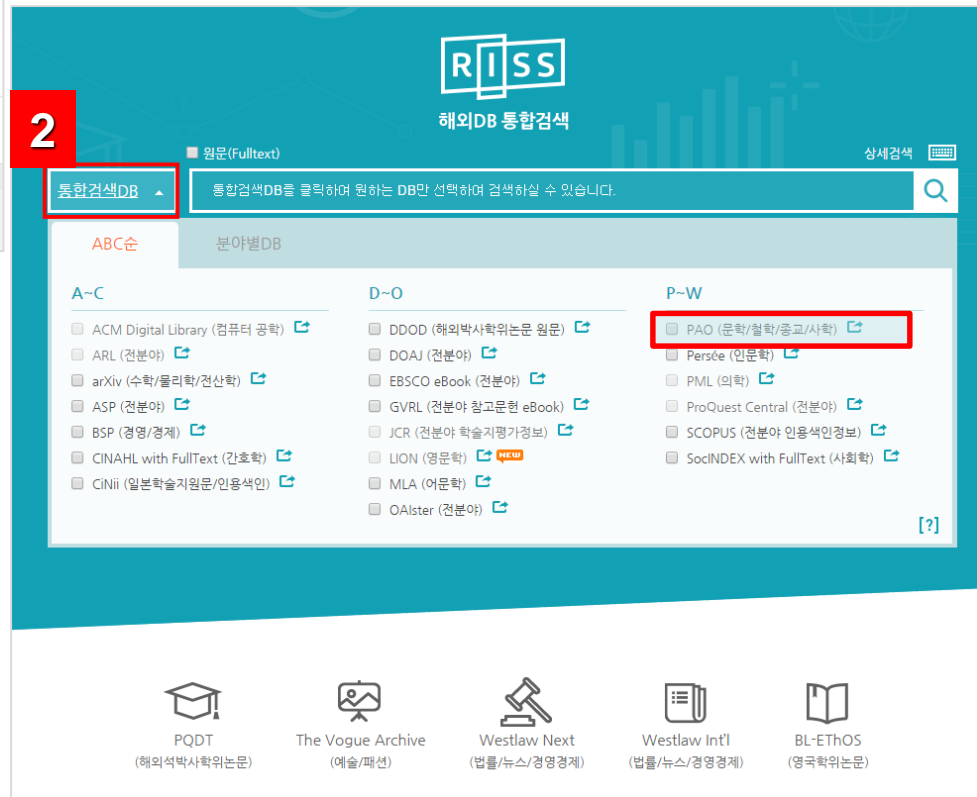 RISS
해외DB 통합검색
2
원문(Fulltext)
상세검색
통합검색DB
통합검색DB를 클릭하며 원하는 DB만 선택하여 검색하실 수 있습니다.
ABC순
분야별DB
A~C
ACM Digital Library (컴퓨터 공학)
ARL (전분야)
arXiv (수학/물리학/전산학)
ASP (전분야)
BSP (경영/경제)
CINAHL with FullText (간호학)
CiNii (일본학술지원문/인용색인)
D~O
DDOD (해외박사학위논문 원문)
DOAJ (전분야)
EBSCO eBook (전분야)
GVRL (전분야 참고문헌 eBook)
JCR (전분야 학술지평가정보)
LION (영문학) NEW
MLA (어문학)
OAIster (전분야)
P~W
PAO (문학/철학/종교/사학)
Persée (인문학)
PML (의학)
ProQuest Central (전분야)
SCOPUS (전분야 인용색인정보)
SocINDEX with FullText (사회학)
[?]
PQDT
(해외석박사학위논문)
The Vogue Archive
(예술/패션)
Westlaw Next
(법률/뉴스/경영경제)
Westlaw Int'l
(법률/뉴스/경영경제)
BL-EThOS
(영국학위논문)